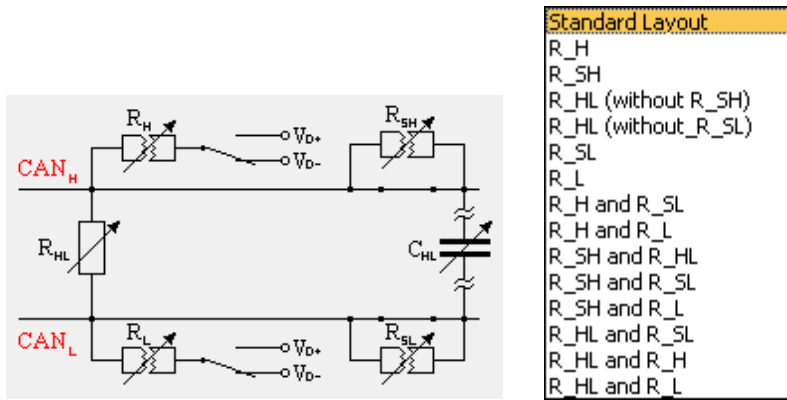 R_H
V_D+
V_D-
R_SH
CAN_H
R_HL
C_HL
CAN_L
R_L
V_D+
V_D-
R_SL
Standard Layout
R_H
R_SH
R_HL (without R_SH)
R_HL (without_R_SL)
R_SL
R_L
R_H and R_SL
R_H and R_L
R_SH and R_HL
R_SH and R_SL
R_SH and R_L
R_HL and R_SL
R_HL and R_H
R_HL and R_L